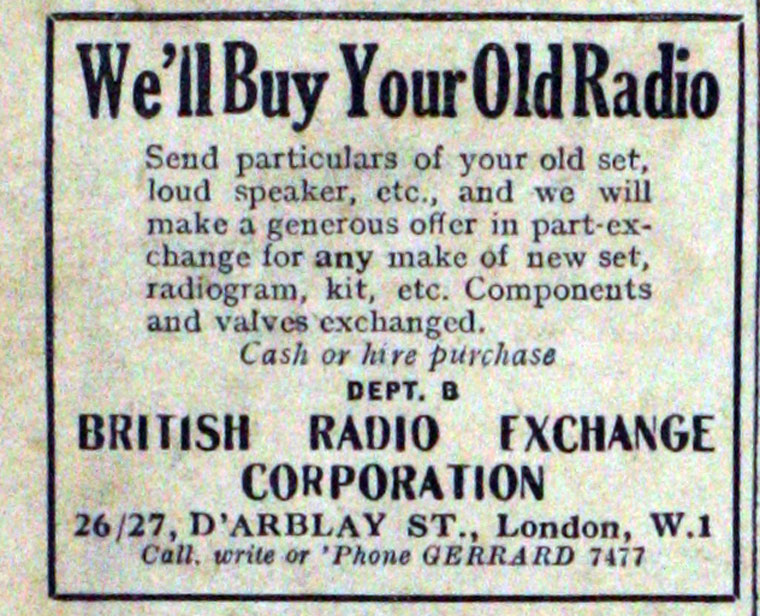 We'll Buy Your Old Radio
Send particulars of your old set,
loud speaker, etc., and we will
make a generous offer in part-ex-
change for any make of new set,
radiogram, kit, etc. Components
and valves exchanged.
Cash or hire purchase
DEPT. B
BRITISH RADIO EXCHANGE
CORPORATION
26/27, D'ARBLAY ST., London, W.1
Call, write or 'Phone GERRARD 7477